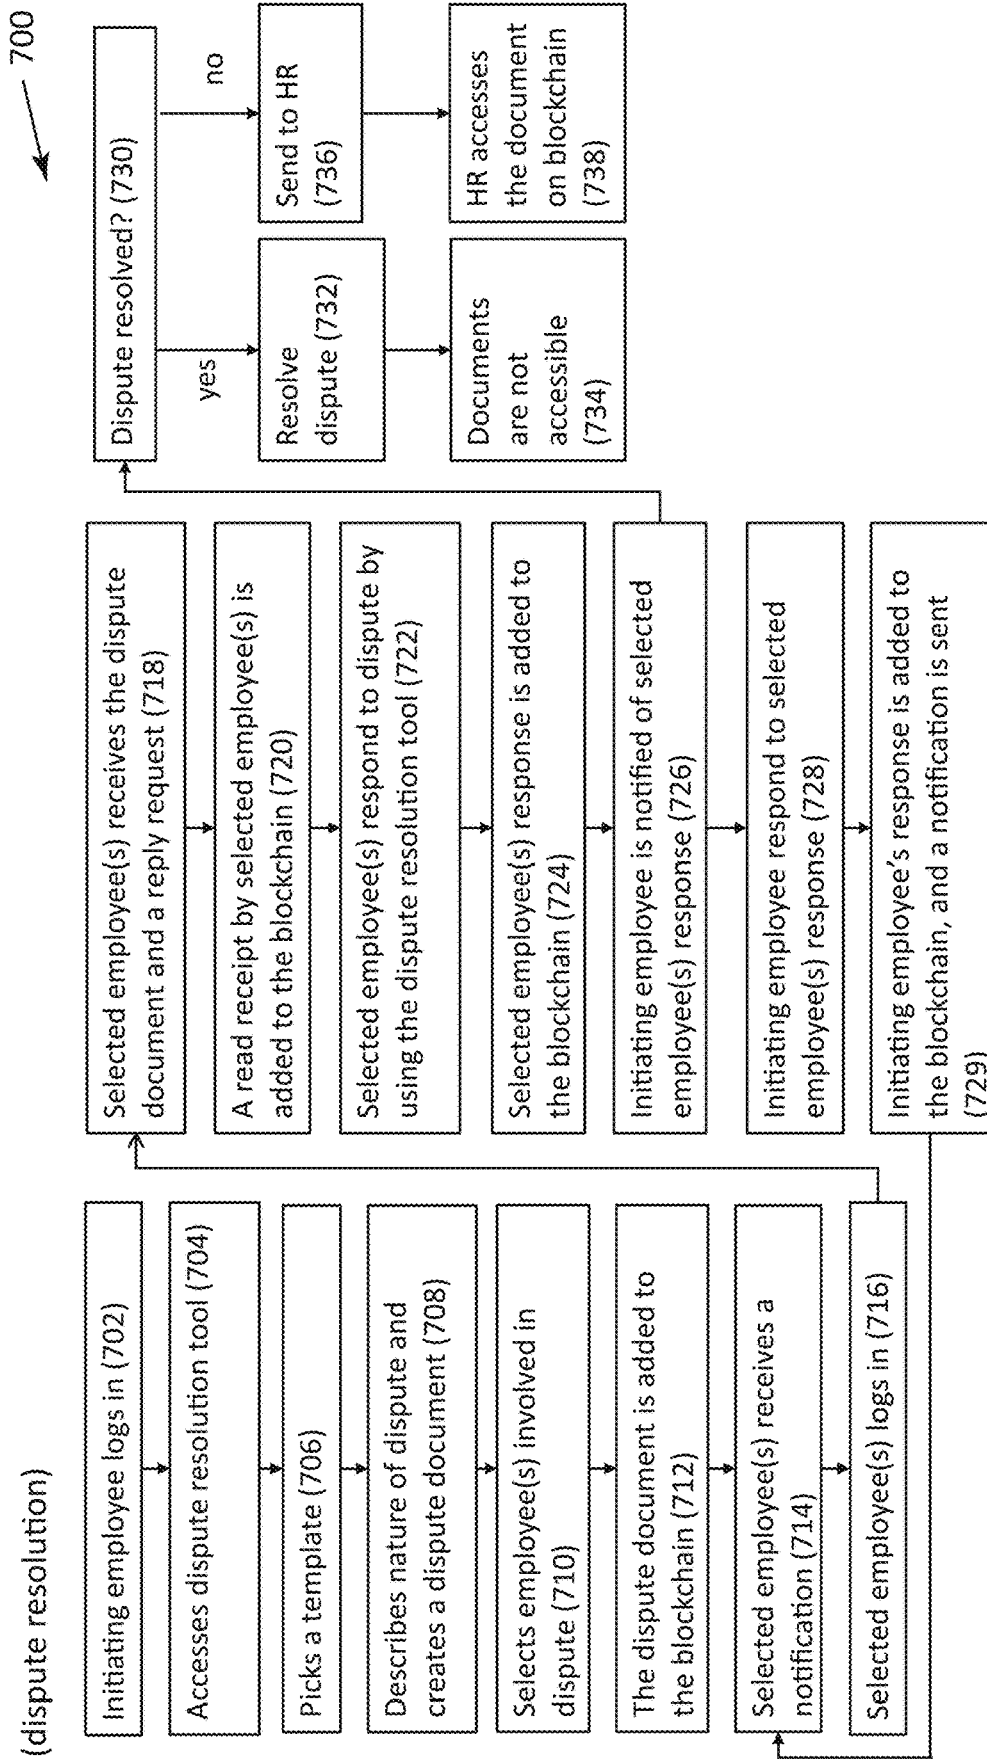 (dispute resolution)
700
Initiating employee logs in (702)
Accesses dispute resolution tool (704)
Picks a template (706)
Describes nature of dispute and
creates a dispute document (708)
Selects employee(s) involved in
dispute (710)
The dispute document is added to
the blockchain (712)
Selected employee(s) receives a
notification (714)
Selected employee(s) logs in (716)
Selected employee(s) receives the dispute
document and a reply request (718)
A read receipt by selected employee(s) is
added to the blockchain (720)
Selected employee(s) respond to dispute by
using the dispute resolution tool (722)
Selected employee(s) response is added to
the blockchain (724)
Initiating employee is notified of selected
employee(s) response (726)
Initiating employee respond to selected
employee(s) response (728)
Initiating employee's response is added to
the blockchain, and a notification is sent
(729)
Dispute resolved? (730)
yes
no
Resolve
dispute (732)
Documents
are not
accessible
(734)
Send to HR
(736)
HR accesses
the document
on blockchain
(738)